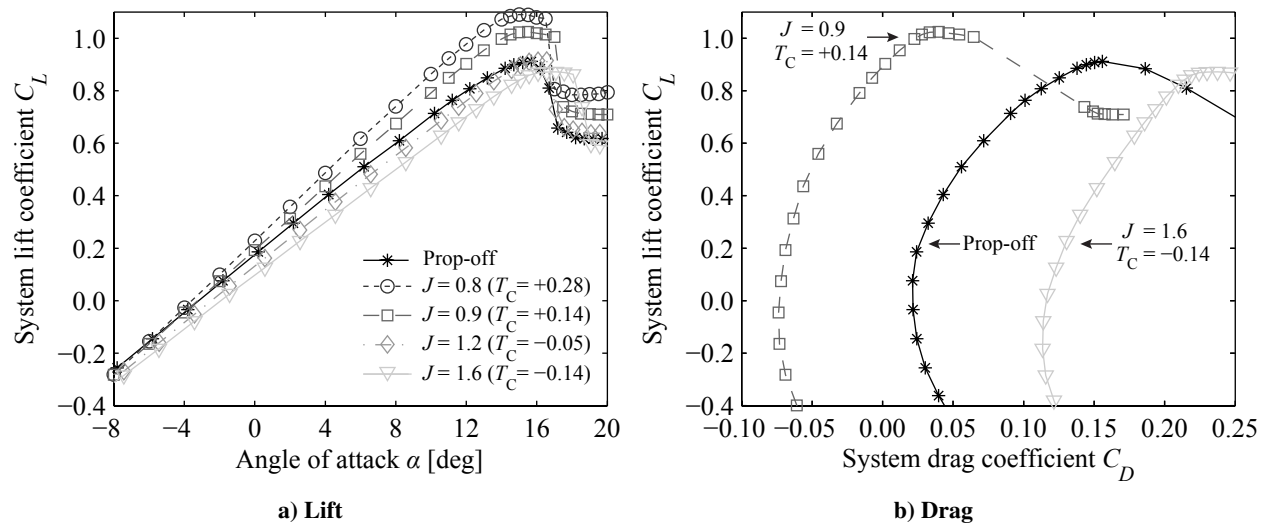 System lift coefficient C_L
1.0
0.8
0.6
0.4
0.2
0.0
−0.2
−0.4
−8
−4
0
4
8
12
16
20
Angle of attack α [deg]
Prop-off
J = 0.8 (T_C = +0.28)
J = 0.9 (T_C = +0.14)
J = 1.2 (T_C = −0.05)
J = 1.6 (T_C = −0.14)
a) Lift
System lift coefficient C_L
1.0
0.8
0.6
0.4
0.2
0.0
−0.2
−0.4
−0.10
−0.05
0.00
0.05
0.10
0.15
0.20
0.25
System drag coefficient C_D
J = 0.9
T_C = +0.14
Prop-off
J = 1.6
T_C = −0.14
b) Drag